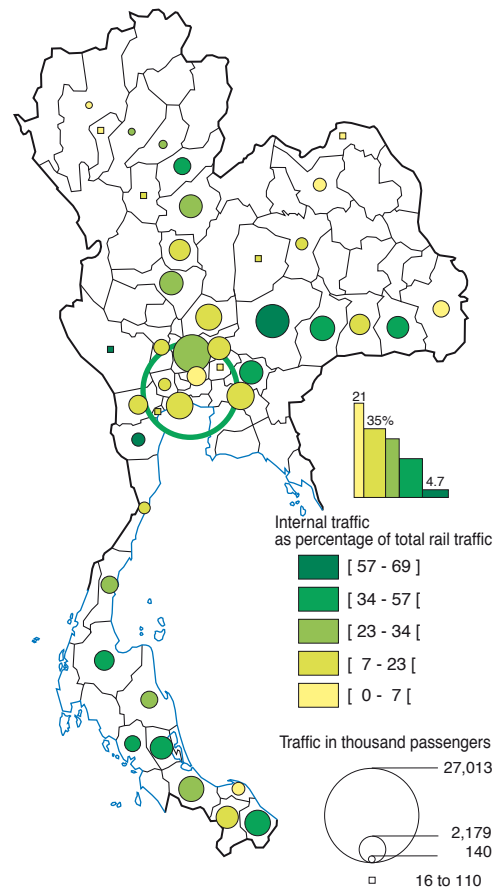 21
35%
4.7
Internal traffic
as percentage of total rail traffic
[ 57 - 69 ]
[ 34 - 57 [
[ 23 - 34 [
[ 7 - 23 [
[ 0 - 7 [
Traffic in thousand passengers
27,013
2,179
140
16 to 110